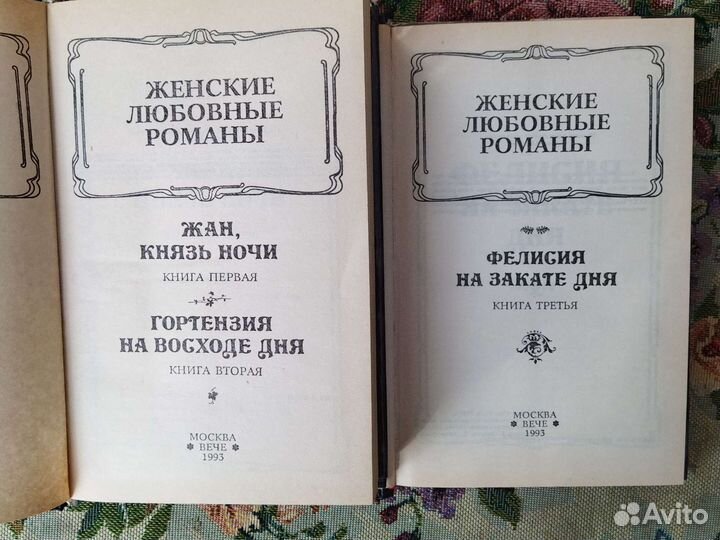 ЖЕНСКИЕ
ЛЮБОВНЫЕ
РОМАНЫ
ЖАН,
КНЯЗЬ НОЧИ
КНИГА ПЕРВАЯ
ГОРТЕНЗИЯ
НА ВОСХОДЕ ДНЯ
КНИГА ВТОРАЯ
МОСКВА
* ВЕЧЕ *
1993
ЖЕНСКИЕ
ЛЮБОВНЫЕ
РОМАНЫ
ФЕЛИСИЯ
НА ЗАКАТЕ ДНЯ
КНИГА ТРЕТЬЯ
МОСКВА
* ВЕЧЕ *
1993
Avito